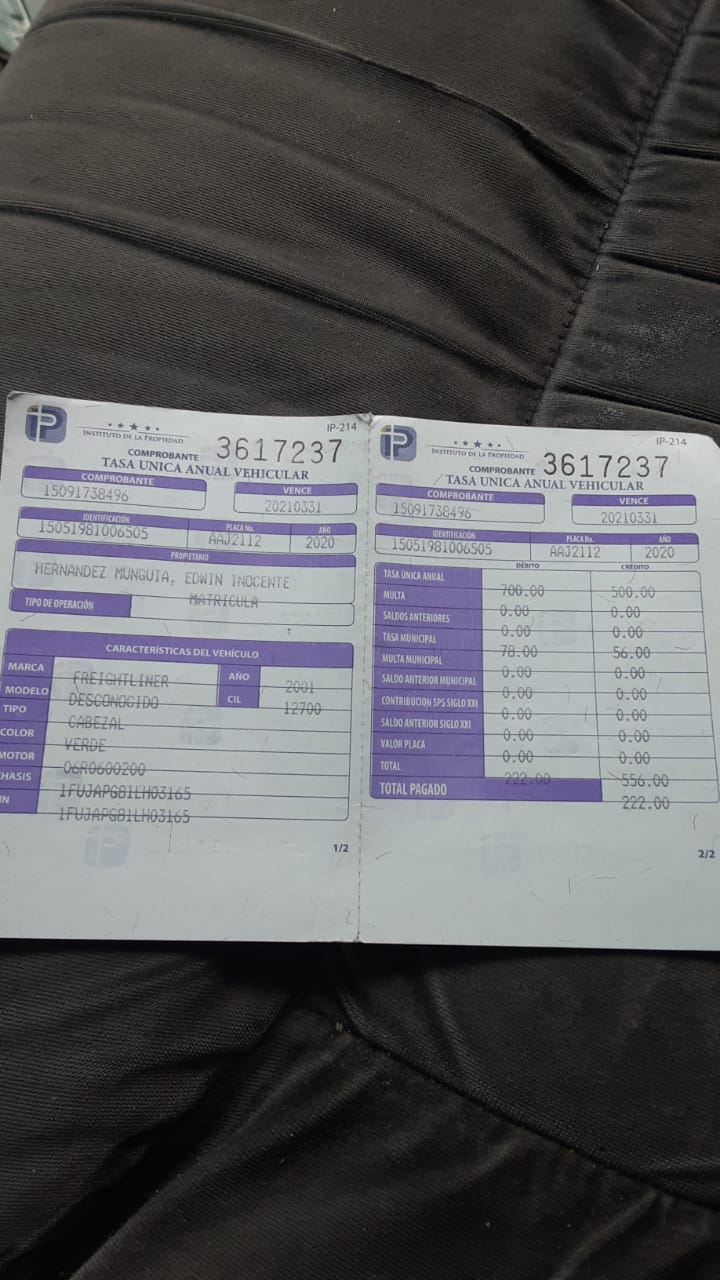 IP
INSTITUTO DE LA PROPIEDAD
IP-214
COMPROBANTE 3617237
TASA UNICA ANUAL VEHICULAR
COMPROBANTE VENCE
15091738496 20210331
IDENTIFICACIÓN PLACA No. AÑO
15051981006505 AAJ2112 2020
PROPIETARIO
HERNANDEZ MUNGUIA, EDWIN INOCENTE
TIPO DE OPERACIÓN MATRICULA
CARACTERÍSTICAS DEL VEHÍCULO
MARCA FREIGHTLINER AÑO 2001
MODELO DESCONOCIDO CIL 12700
TIPO CABEZAL
COLOR VERDE
MOTOR 06R0600200
CHASIS 1FUJAPG81LH03165
IN 1FUJAPG81LH03165
1/2
IP
INSTITUTO DE LA PROPIEDAD
IP-214
COMPROBANTE 3617237
TASA UNICA ANUAL VEHICULAR
COMPROBANTE VENCE
15091738496 20210331
IDENTIFICACIÓN PLACA No. AÑO
15051981006505 AAJ2112 2020
DÉBITO CRÉDITO
TASA ÚNICA ANUAL 700.00 500.00
MULTA 0.00 0.00
SALDOS ANTERIORES 0.00 0.00
TASA MUNICIPAL 78.00 56.00
MULTA MUNICIPAL 0.00 0.00
SALDO ANTERIOR MUNICIPAL 0.00 0.00
CONTRIBUCION SPS SIGLO XXI 0.00 0.00
SALDO ANTERIOR SIGLO XXI 0.00 0.00
VALOR PLACA 0.00 0.00
TOTAL 222.00 556.00
TOTAL PAGADO 222.00
2/2